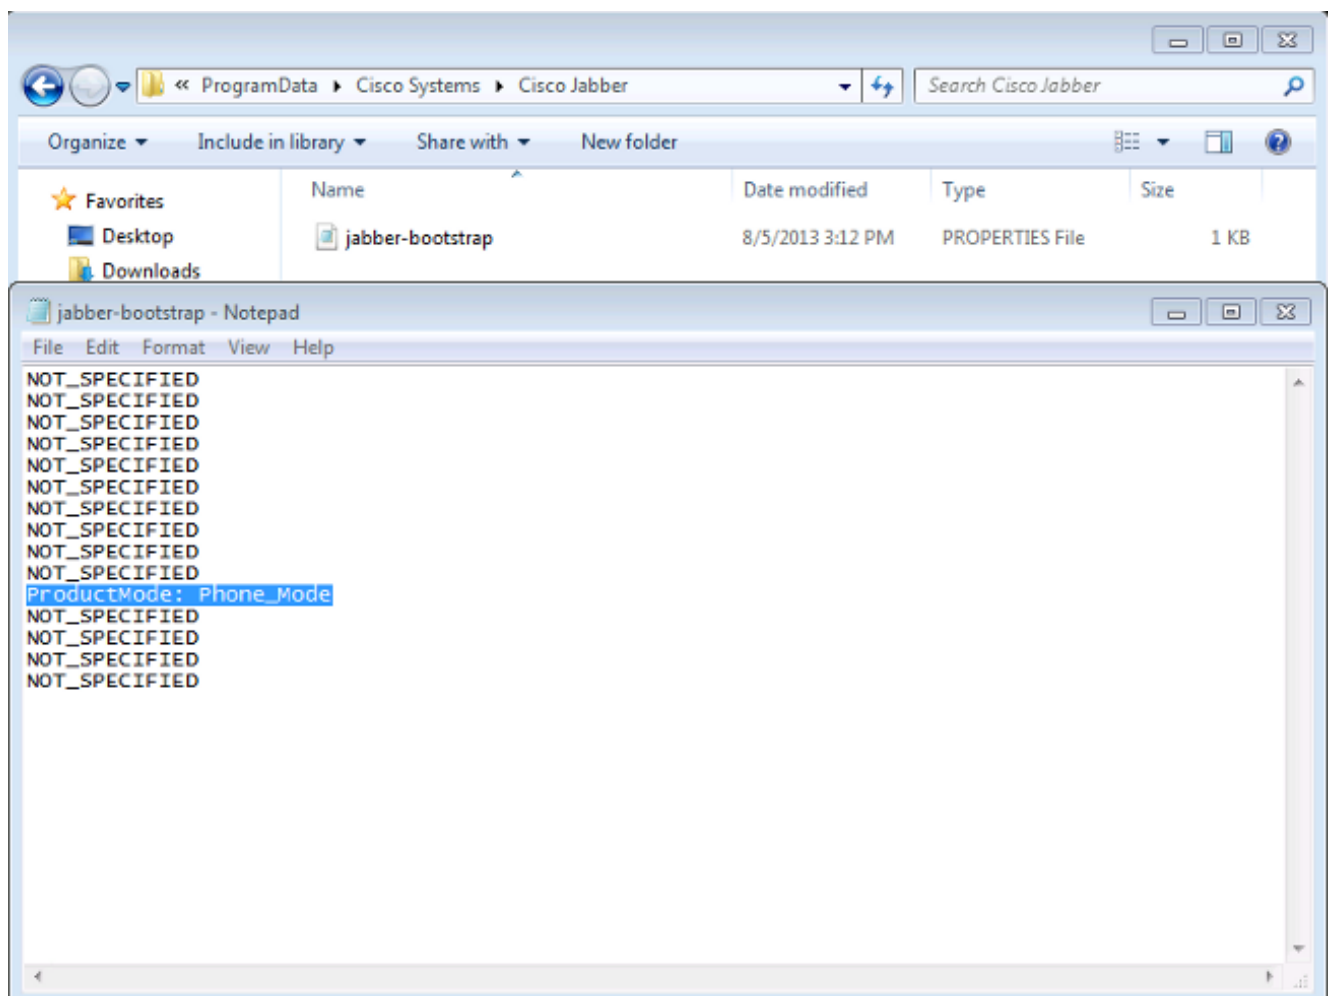 « ProgramData ▸ Cisco Systems ▸ Cisco Jabber
Search Cisco Jabber
Organize Include in library Share with New folder
Favorites
Desktop
Downloads
Name Date modified Type Size
jabber-bootstrap 8/5/2013 3:12 PM PROPERTIES File 1 KB
jabber-bootstrap - Notepad
File Edit Format View Help
NOT_SPECIFIED
NOT_SPECIFIED
NOT_SPECIFIED
NOT_SPECIFIED
NOT_SPECIFIED
NOT_SPECIFIED
NOT_SPECIFIED
NOT_SPECIFIED
NOT_SPECIFIED
NOT_SPECIFIED
ProductMode: Phone_Mode
NOT_SPECIFIED
NOT_SPECIFIED
NOT_SPECIFIED
NOT_SPECIFIED